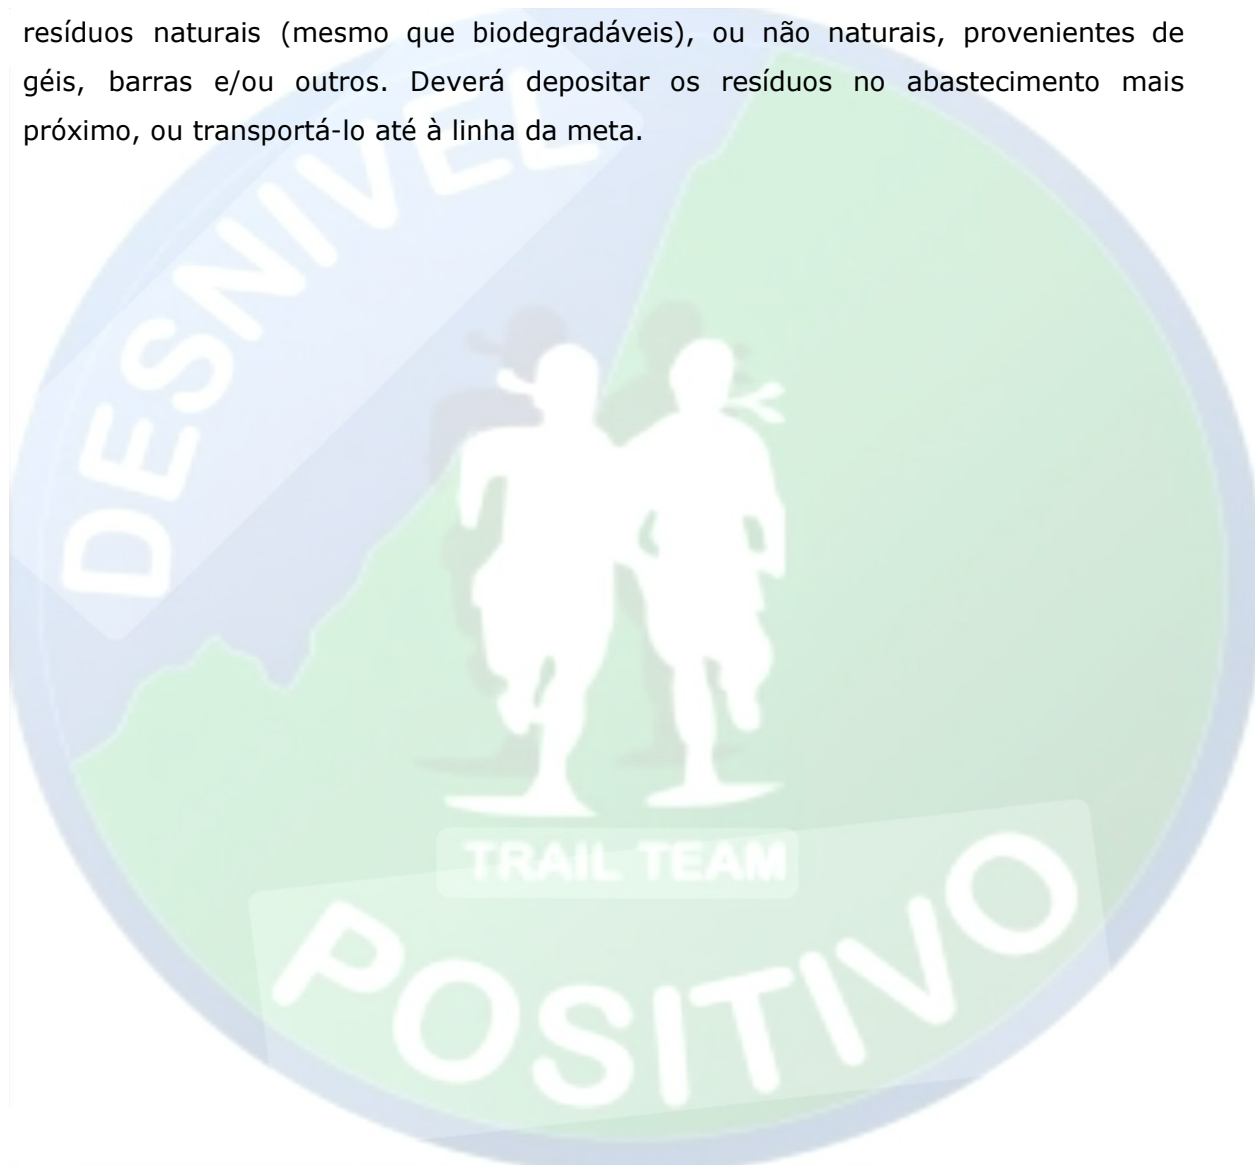 resíduos naturais (mesmo que biodegradáveis), ou não naturais, provenientes de
géis, barras e/ou outros. Deverá depositar os resíduos no abastecimento mais
próximo, ou transportá-lo até à linha da meta.
DESNIVEL
TRAIL TEAM
POSITIVO